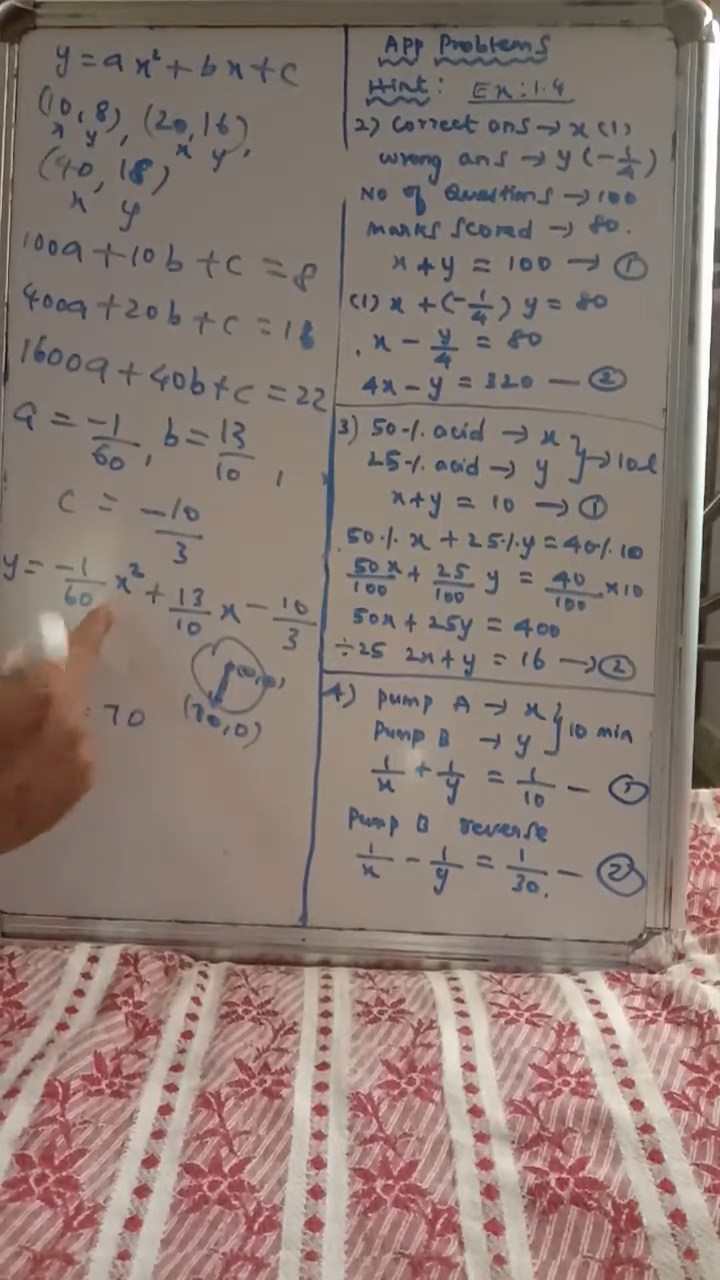 y = ax² + bx + c
(10, 8), (20, 16),
x y x y,
(40, 18)
x y
100a + 10b + c = 8
400a + 20b + c = 16
1600a + 40b + c = 22
a = -1/60, b = 13/10,
c = -10/3
y = -1/60 x² + 13/10 x - 10/3
(70,0)
: 70
App Problems
Hint: Ex: 1.4
2) Correct ans → x (1)
wrong ans → y (-1/4)
No of Questions → 100
marks scored → 80.
x + y = 100 → ①
(1) x + (-1/4) y = 80
x - y/4 = 80
4x - y = 320 — ②
3) 50 %. acid → x } → 10 l
25 %. acid → y
x + y = 10 → ①
50 %. x + 25 %. y = 40 %. 10
50x/100 + 25/100 y = 40/100 × 10
50x + 25y = 400
÷25 2x + y = 16 → ②
4) Pump A → x } 10 min
Pump B → y
1/x + 1/y = 1/10 — ①
Pump B reverse
1/x - 1/y = 1/30. — ②